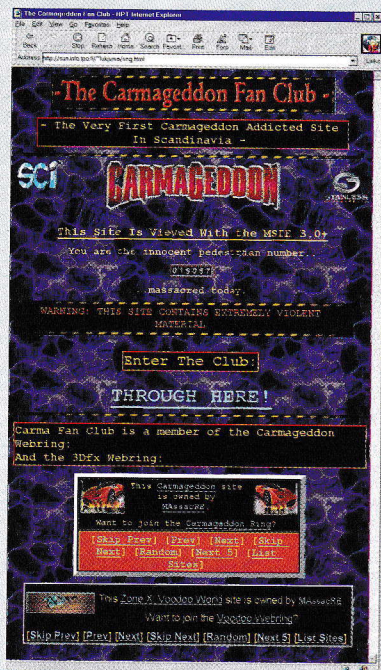 The Carmageddon Fan Club - HPT Internet Explorer
File Edit View Go Favorites Help
Back Stop Refresh Home Search Favorit.. Print Font Mail Edit
Address Links
-The Carmageddon Fan Club -
- The Very First Carmageddon Addicted Site
In Scandinavia -
SCi CARMAGEDDON STAINLESS
This Site Is Viewed With the MSIE 3.0+
You are the innocent pedestrian number..
..massacred today.
WARNING: THIS SITE CONTAINS EXTREMELY VIOLENT
MATERIAL
Enter The Club:
THROUGH HERE!
Carma Fan Club is a member of the Carmageddon
Webring:
And the 3Dfx Webring:
This Carmageddon site
is owned by
MAssacRE.
Want to join the Carmageddon Ring?
[Skip Prev] [Prev] [Next] [Skip
Next] [Random] [Next 5] [List
Sites]
This Zone X, Voodoo World site is owned by MAssacRE
Want to join the Voodoo Webring?
[Skip Prev] [Prev] [Next] [Skip Next] [Random] [Next 5] [List Sites]